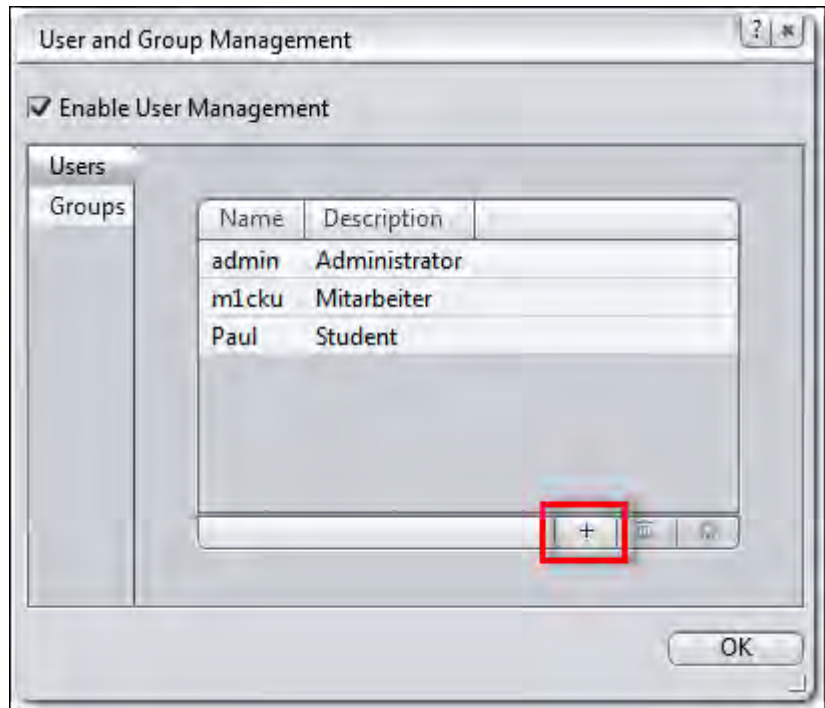 User and Group Management ?
Enable User Management
Users
Groups
Name Description
admin Administrator
m1cku Mitarbeiter
Paul Student
+
OK